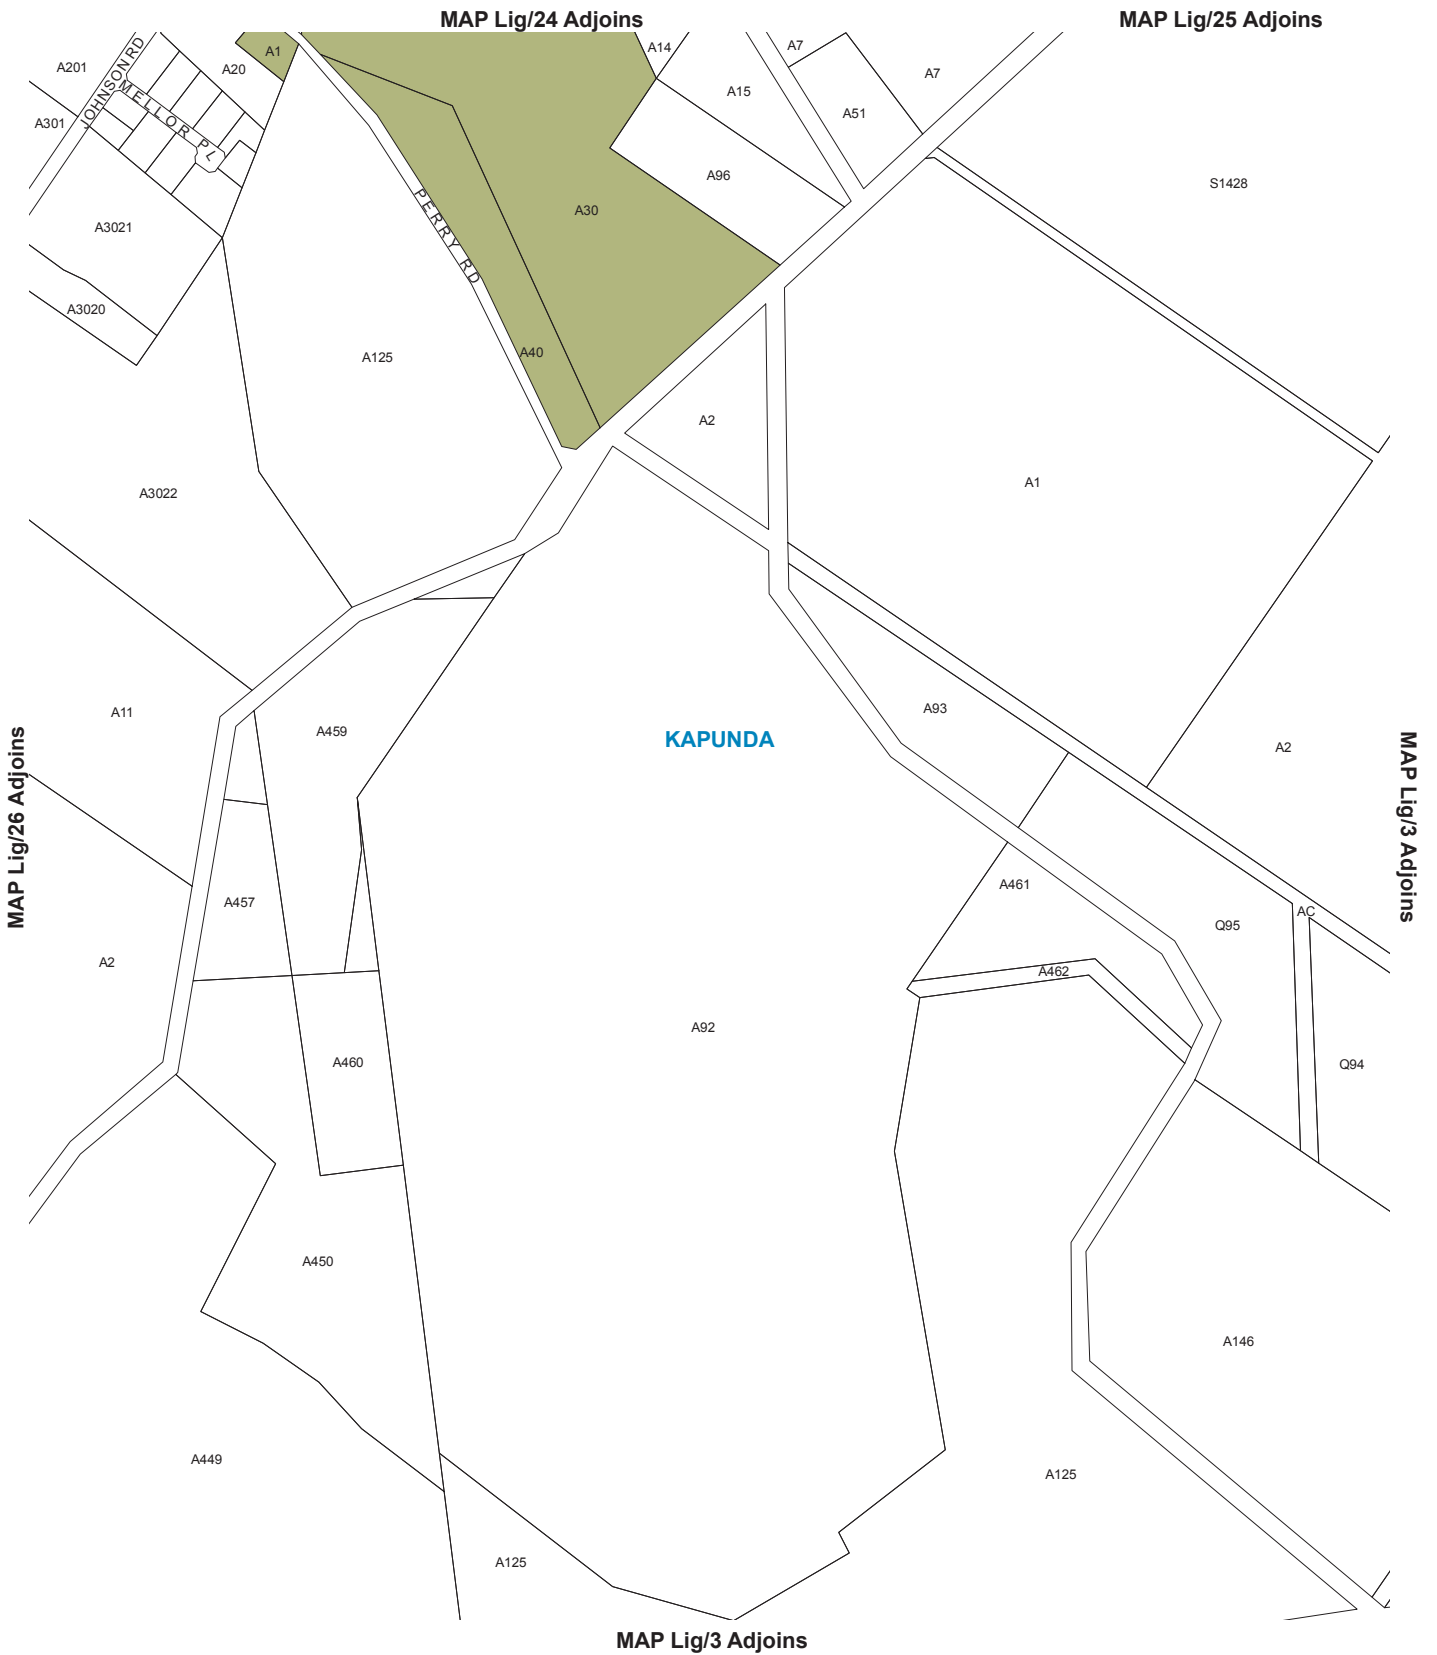 MAP Lig/24 Adjoins
MAP Lig/25 Adjoins
A201
JOHNSON RD
A20
A1
A14
A7
A7
A15
A51
A301
MELLOR PL
A96
S1428
A3021
PERRY RD
A30
A3020
A125
A40
A2
A1
A3022
A11
A459
KAPUNDA
A93
A2
MAP Lig/26 Adjoins
MAP Lig/3 Adjoins
A457
A461
AC
Q95
A2
A462
A92
A460
Q94
A450
A146
A449
A125
A125
MAP Lig/3 Adjoins